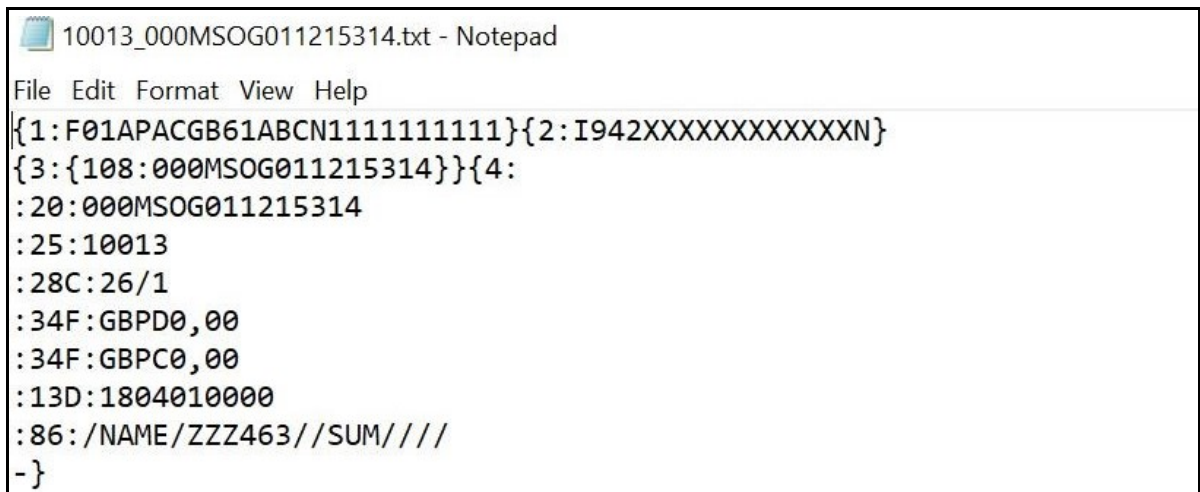 10013_000MSOG011215314.txt - Notepad
File Edit Format View Help
{1:F01APACGB61ABCN1111111111}{2:I942XXXXXXXXXXXXN}
{3:{108:000MSOG011215314}}{4:
:20:000MSOG011215314
:25:10013
:28C:26/1
:34F:GBPD0,00
:34F:GBPC0,00
:13D:1804010000
:86:/NAME/ZZZ463//SUM////
-}